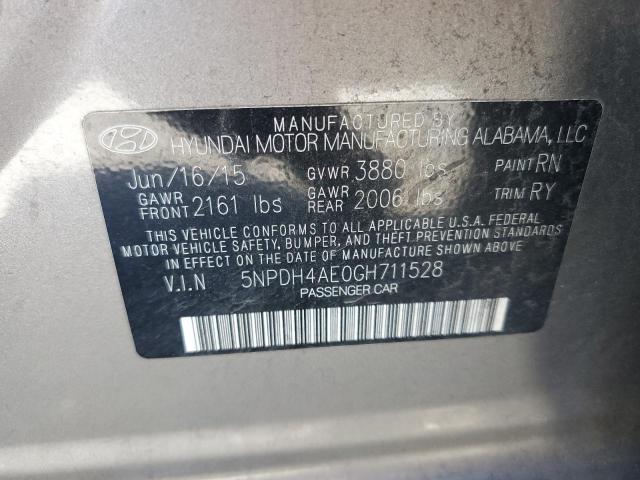 MANUFACTURED BY
HYUNDAI MOTOR MANUFACTURING ALABAMA, LLC
Jun/16/15 GVWR 3880 lbs PAINT RN
GAWR FRONT 2161 lbs GAWR REAR 2006 lbs TRIM RY
THIS VEHICLE CONFORMS TO ALL APPLICABLE U.S.A. FEDERAL
MOTOR VEHICLE SAFETY, BUMPER, AND THEFT PREVENTION STANDARDS
IN EFFECT ON THE DATE OF MANUFACTURE SHOWN ABOVE
V.I.N 5NPDH4AE0GH711528
PASSENGER CAR